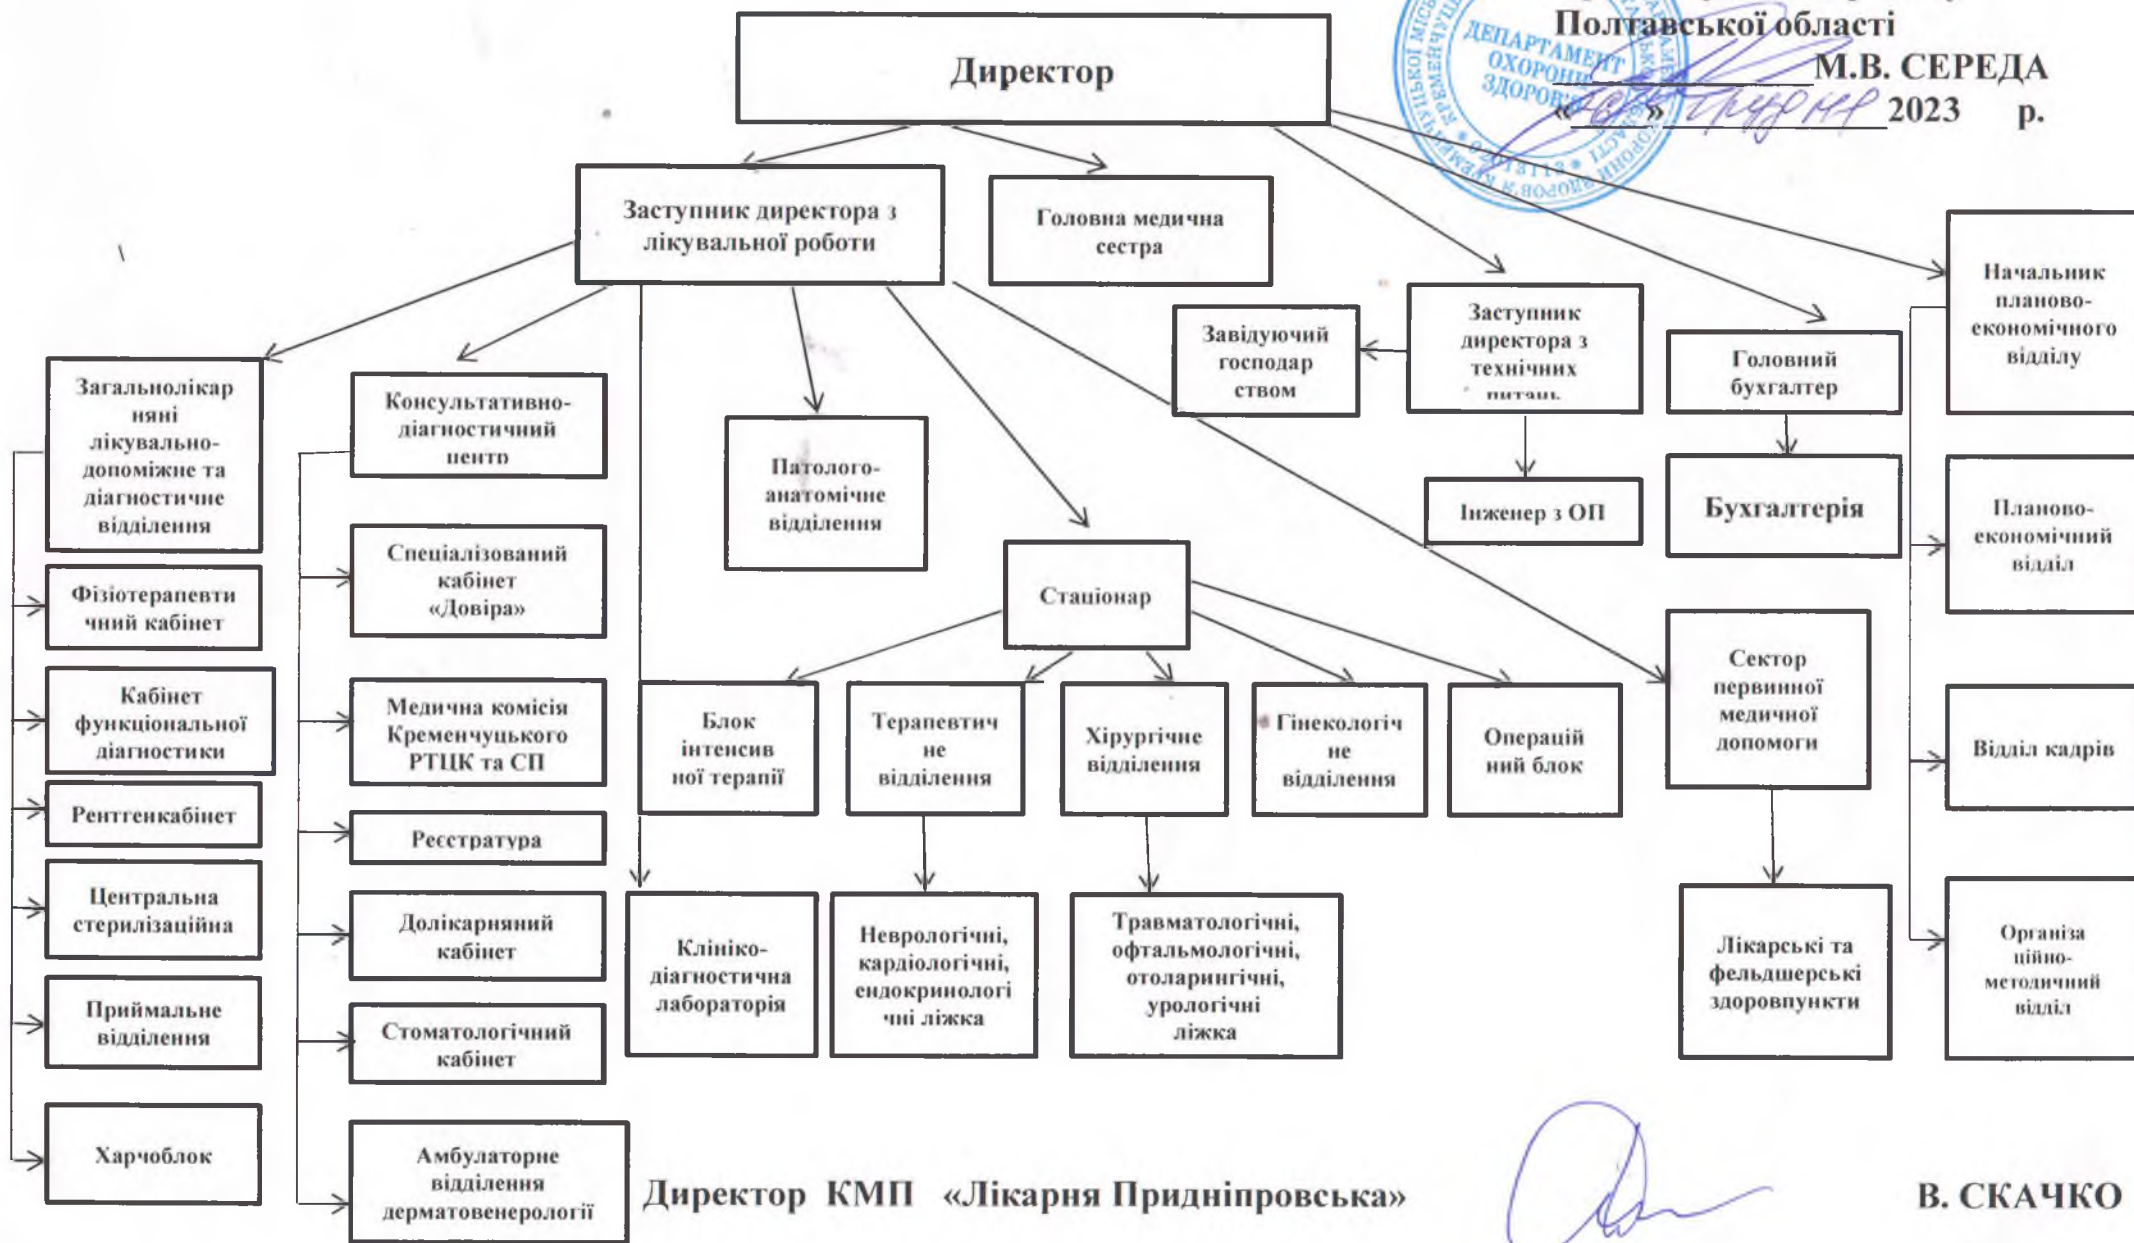 Полтавської області
М.В. СЕРЕДА
« » грудня 2023 р.
ДЕПАРТАМЕНТ
ОХОРОНИ
ЗДОРОВ'Я
Директор
Заступник директора з
лікувальної роботи
Головна медична
сестра
Завідуючий
господар
ством
Заступник
директора з
технічних
питань
Головний
бухгалтер
Начальник
планово-
економічного
відділу
Загальнолікар
няні
лікувально-
допоміжне та
діагностичне
відділення
Консультативно-
діагностичний
центр
Патолого-
анатомічне
відділення
Інженер з ОП
Бухгалтерія
Планово-
економічний
відділ
Спеціалізований
кабінет
«Довіра»
Стаціонар
Фізіотерапевти
чний кабінет
Кабінет
функціональної
діагностики
Медична комісія
Кременчуцького
РТЦК та СП
Блок
інтенсив
ної терапії
Терапевтич
не
відділення
Хірургічне
відділення
Гінекологіч
не
відділення
Операцій
ний блок
Сектор
первинної
медичної
допомоги
Відділ кадрів
Рентгенкабінет
Реєстратура
Центральна
стерилізаційна
Долікарняний
кабінет
Клініко-
діагностична
лабораторія
Неврологічні,
кардіологічні,
ендокринологі
чні ліжка
Травматологічні,
офтальмологічні,
отоларингічні,
урологічні
ліжка
Лікарські та
фельдшерські
здоровпункти
Організа
ційно-
методичний
відділ
Приймальне
відділення
Стоматологічний
кабінет
Харчоблок
Амбулаторне
відділення
дерматовенерології
Директор КМП «Лікарня Придніпровська»
В. СКАЧКО